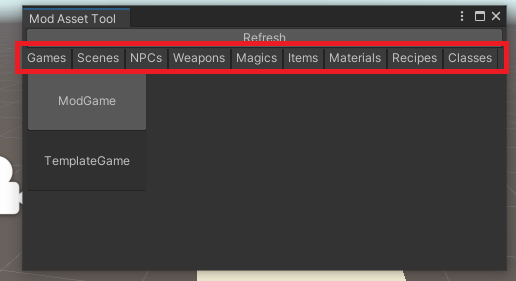 Mod Asset Tool
Refresh
Games Scenes NPCs Weapons Magics Items Materials Recipes Classes
ModGame
TemplateGame